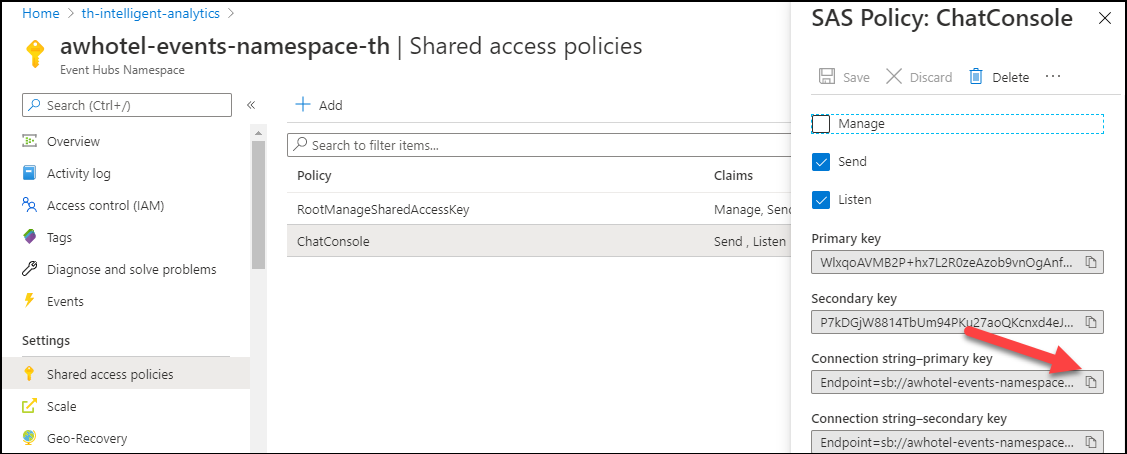 Home > th-intelligent-analytics >
awhotel-events-namespace-th | Shared access policies
Event Hubs Namespace
Search (Ctrl+/)
«
Overview
Activity log
Access control (IAM)
Tags
Diagnose and solve problems
Events
Settings
Shared access policies
Scale
Geo-Recovery
+ Add
Search to filter items...
Policy Claims
RootManageSharedAccessKey Manage, Send
ChatConsole Send , Listen
SAS Policy: ChatConsole
Save Discard Delete ...
Manage
Send
Listen
Primary key
WlxqoAVMB2P+hx7L2R0zeAzob9vnOgAnf...
Secondary key
P7kDGjW8814TbUm94PKu27aoQKcnxd4eJ...
Connection string–primary key
Endpoint=sb://awhotel-events-namespace...
Connection string–secondary key
Endpoint=sb://awhotel-events-namespace...